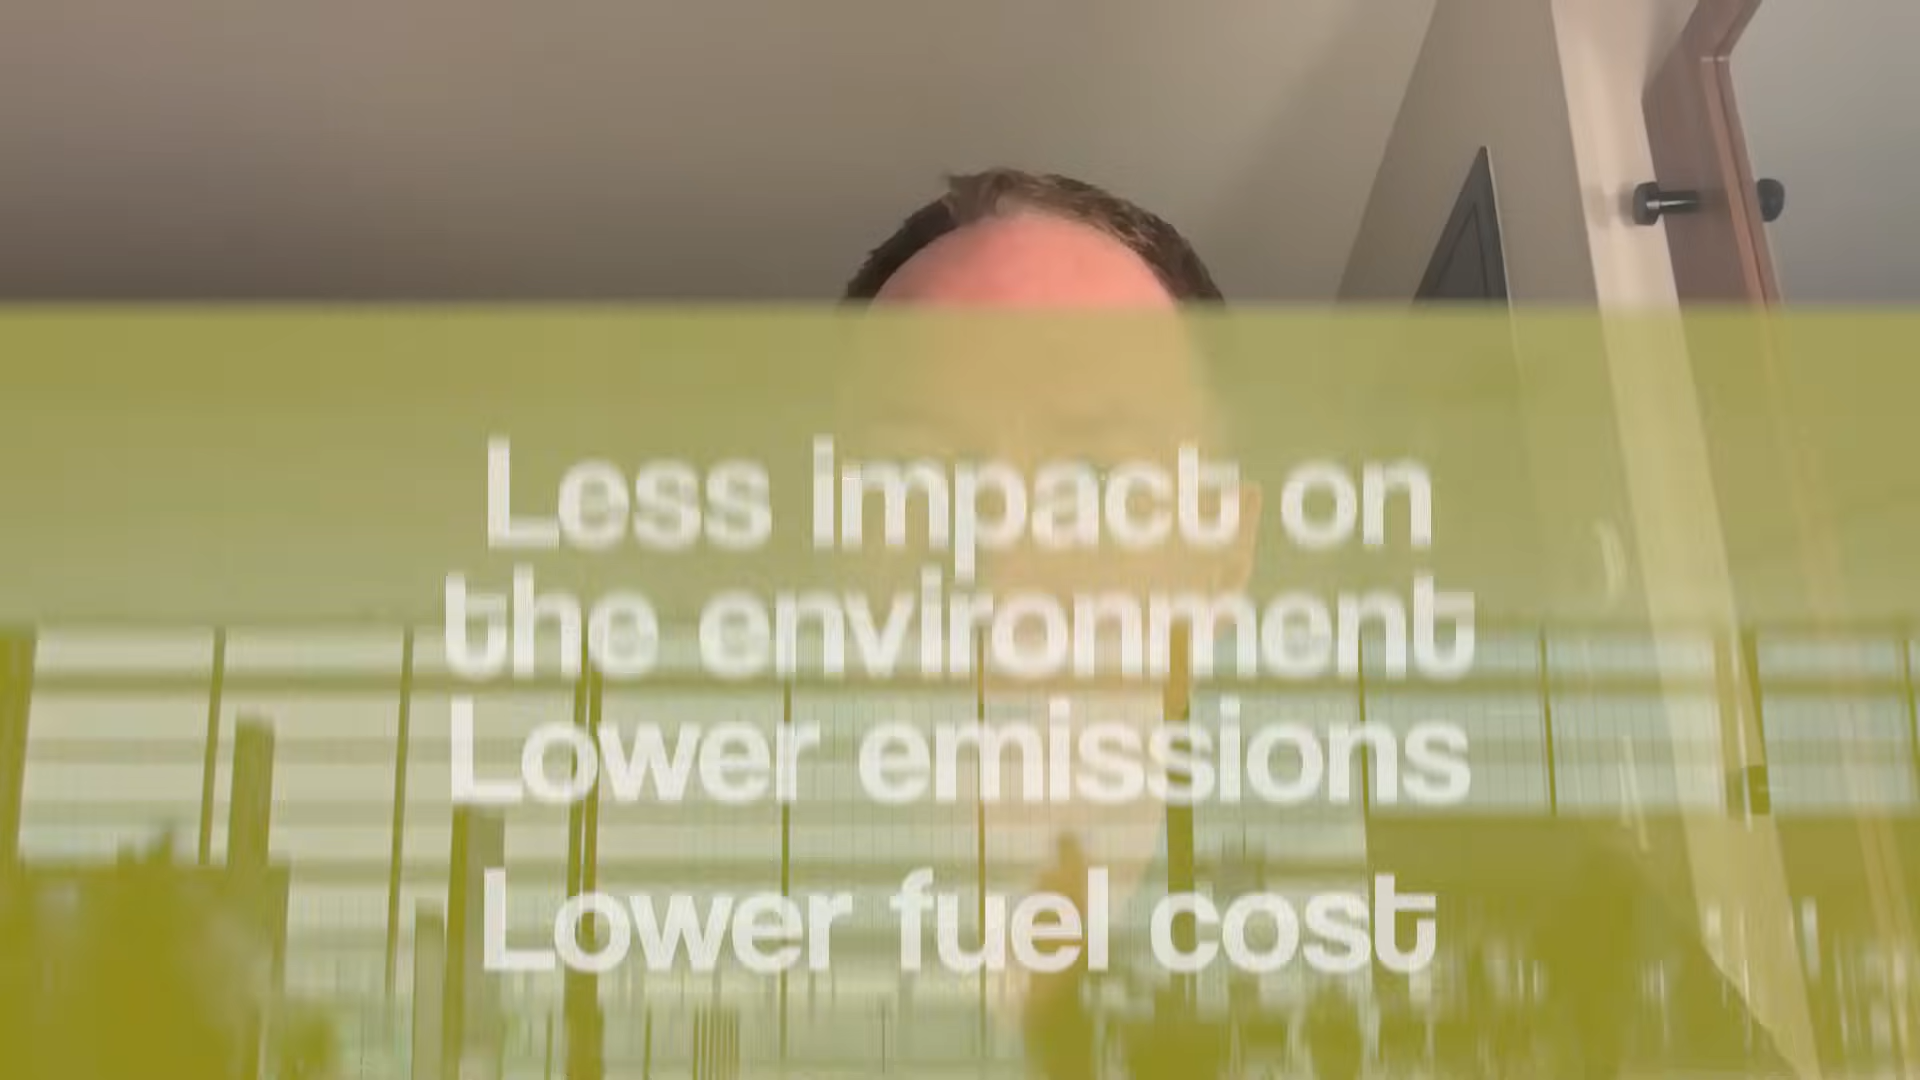 Less impact on
the environment
Lower emissions
Lower fuel cost